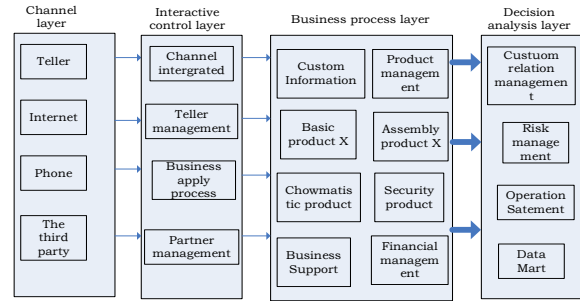 Channel
layer
Interactive
control layer
Business process layer
Decision
analysis layer
Teller
Internet
Phone
The
third
party
Channel
intergrated
Teller
management
Business
apply
process
Partner
management
Custom
Information
Product
managem
ent
Basic
product X
Assembly
product X
Chowmatis
tic product
Security
product
Business
Support
Financial
managem
ent
Custuom
relation
managemen
t
Risk
manage
ment
Operation
Satement
Data
Mart